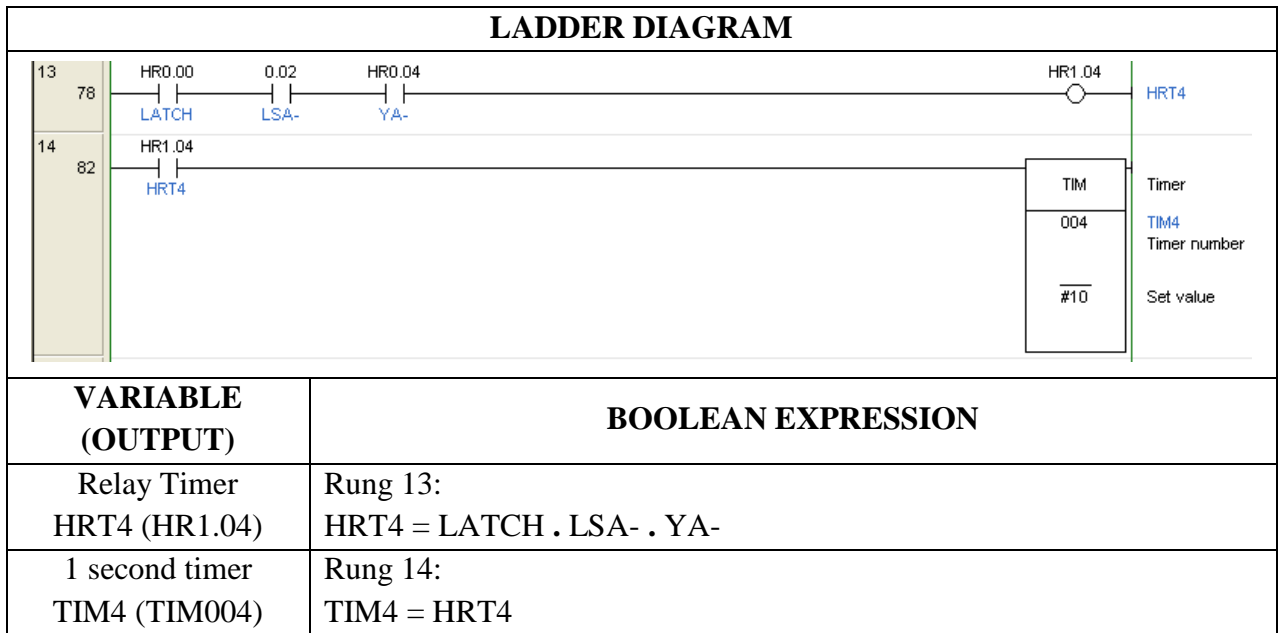 LADDER DIAGRAM
13
78
HR0.00 0.02 HR0.04 HR1.04
LATCH LSA- YA- HRT4
14
82
HR1.04
HRT4
TIM Timer
004 TIM4
Timer number
#10 Set value
VARIABLE
(OUTPUT)
BOOLEAN EXPRESSION
Relay Timer
HRT4 (HR1.04)
Rung 13:
HRT4 = LATCH . LSA- . YA-
1 second timer
TIM4 (TIM004)
Rung 14:
TIM4 = HRT4